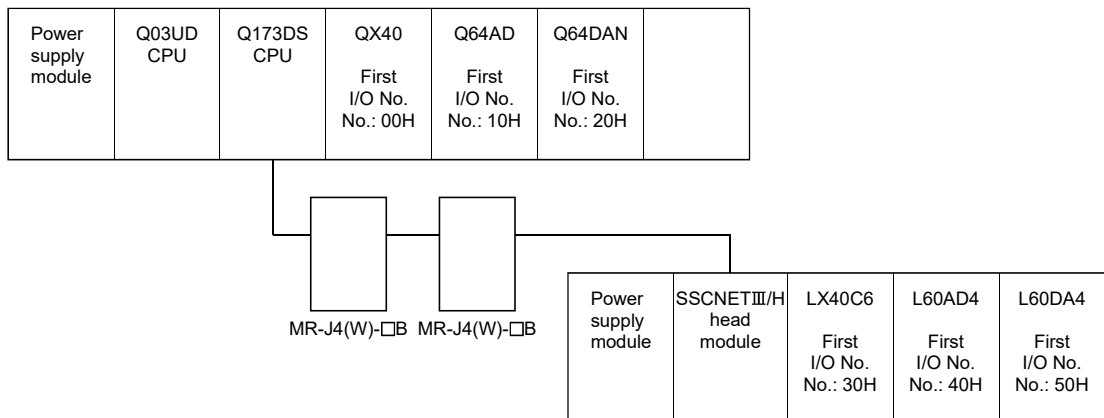 Power
supply
module
Q03UD
CPU
Q173DS
CPU
QX40
First
I/O No.
No.: 00H
Q64AD
First
I/O No.
No.: 10H
Q64DAN
First
I/O No.
No.: 20H
MR-J4(W)-□B
MR-J4(W)-□B
Power
supply
module
SSCNETⅢ/H
head
module
LX40C6
First
I/O No.
No.: 30H
L60AD4
First
I/O No.
No.: 40H
L60DA4
First
I/O No.
No.: 50H